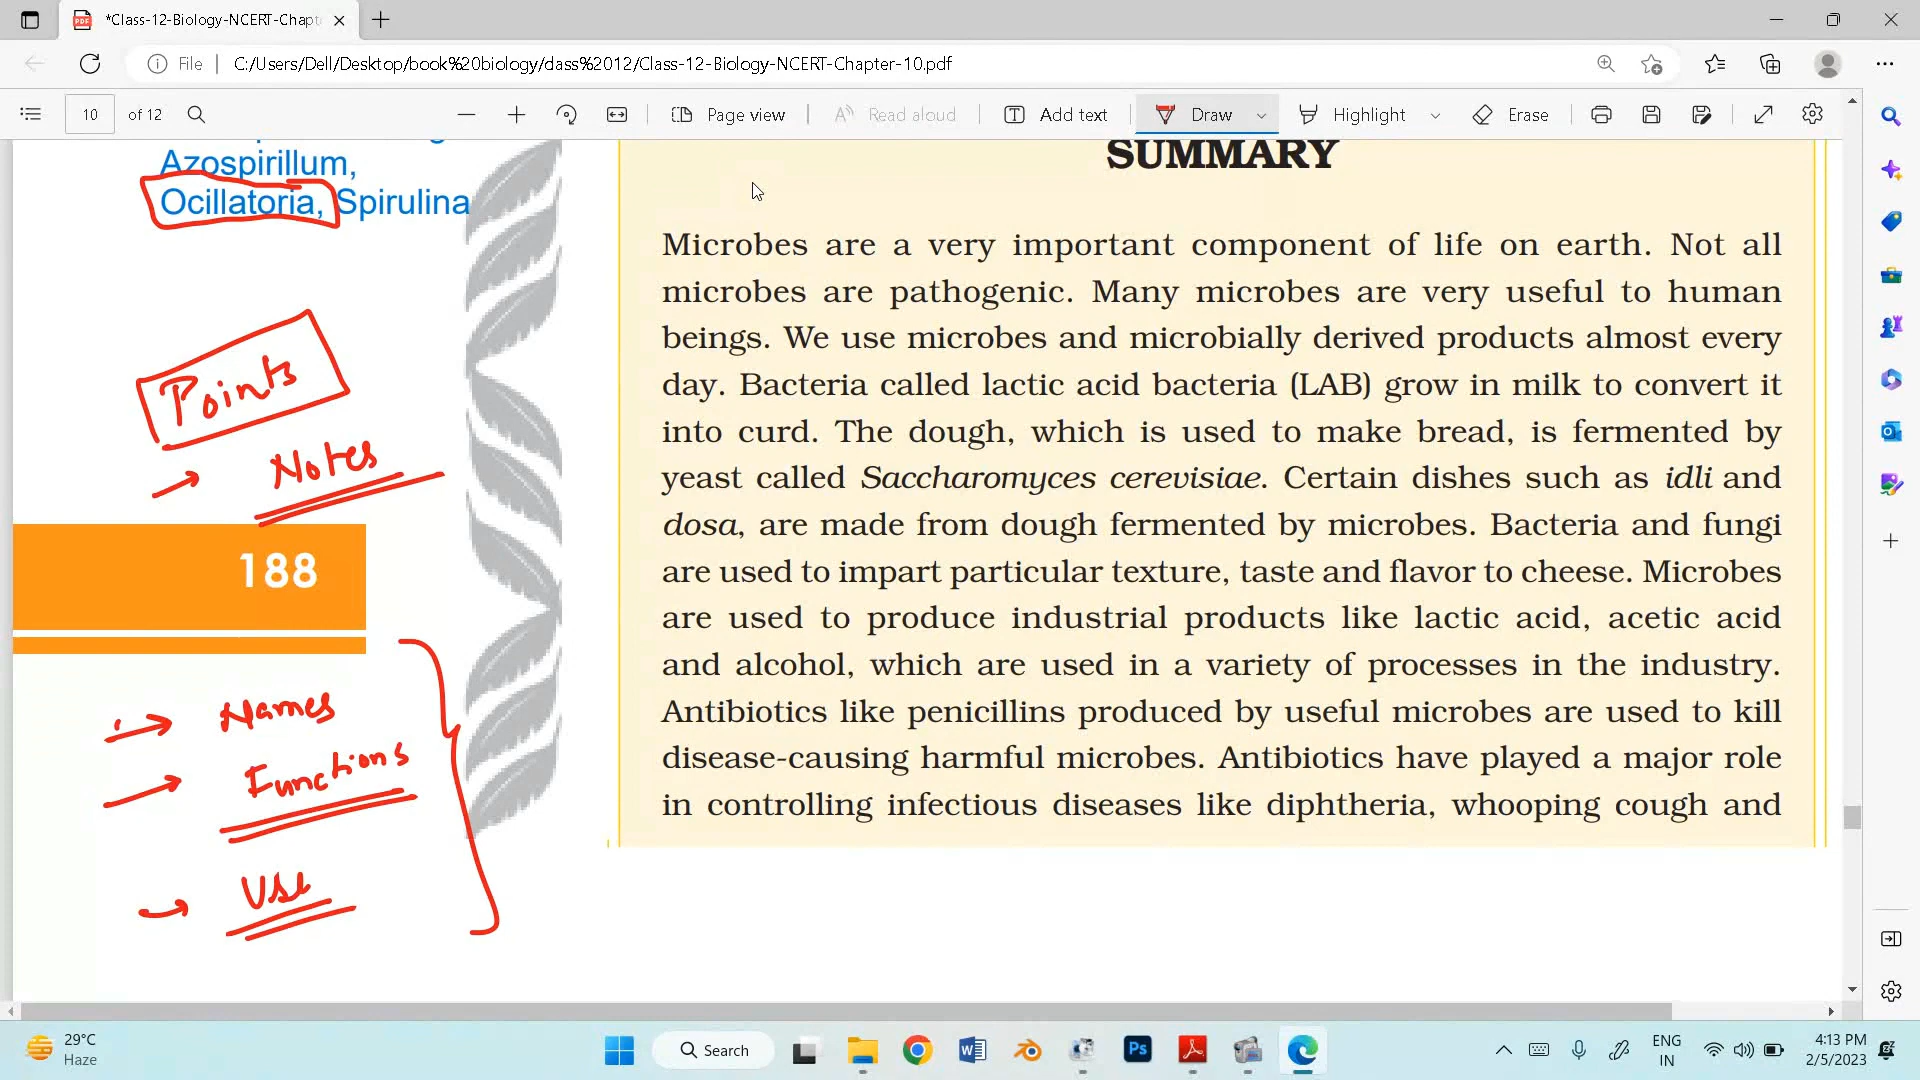 *Class-12-Biology-NCERT-Chapt
File
C:/Users/Dell/Desktop/book%20biology/class%2012/Class-12-Biology-NCERT-Chapter-10.pdf
10 of 12
Page view
Read aloud
Add text
Draw
Highlight
Erase
Azospirillum,
Ocillatoria, Spirulina
Points
Notes
188
Names
Functions
Use
SUMMARY
Microbes are a very important component of life on earth. Not all
microbes are pathogenic. Many microbes are very useful to human
beings. We use microbes and microbially derived products almost every
day. Bacteria called lactic acid bacteria (LAB) grow in milk to convert it
into curd. The dough, which is used to make bread, is fermented by
yeast called Saccharomyces cerevisiae. Certain dishes such as idli and
dosa, are made from dough fermented by microbes. Bacteria and fungi
are used to impart particular texture, taste and flavor to cheese. Microbes
are used to produce industrial products like lactic acid, acetic acid
and alcohol, which are used in a variety of processes in the industry.
Antibiotics like penicillins produced by useful microbes are used to kill
disease-causing harmful microbes. Antibiotics have played a major role
in controlling infectious diseases like diphtheria, whooping cough and
29°C
Haze
Search
Ps
ENG
IN
4:13 PM
2/5/2023